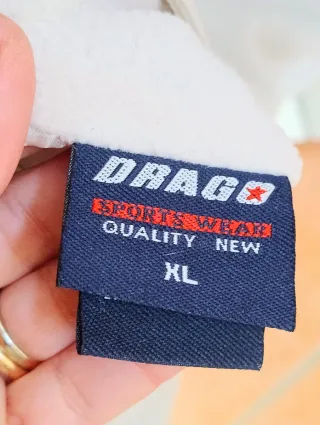 DRAGO
SPORTS WEAR
QUALITY NEW
XL